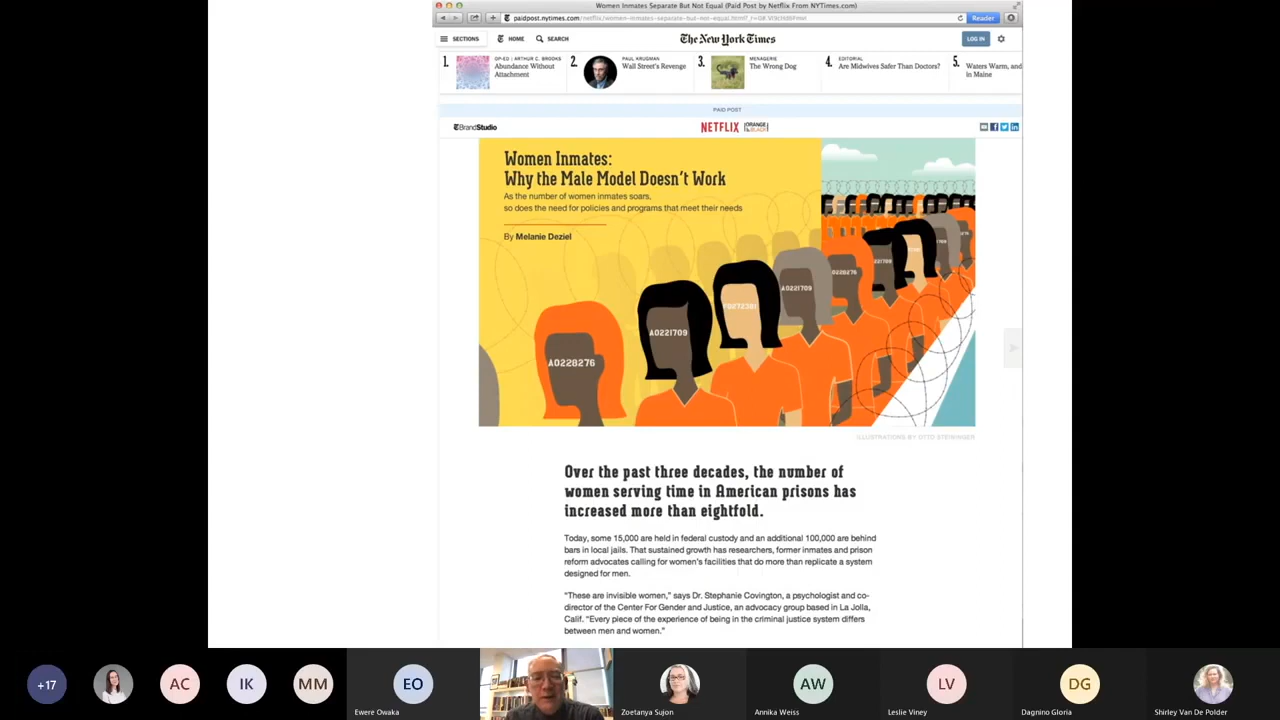 Women Inmates Separate But Not Equal (Paid Post by Netflix From NYTimes.com)
Reader
SECTIONS
HOME
SEARCH
The New York Times
LOG IN
1.
OP-ED | ARTHUR C. BROOKS
Abundance Without
Attachment
2.
PAUL KRUGMAN
Wall Street's Revenge
3.
MENAGERIE
The Wrong Dog
4.
EDITORIAL
Are Midwives Safer Than Doctors?
5.
Waters Warm, and
in Maine
PAID POST
T BrandStudio
NETFLIX
ORANGE
BLACK
Women Inmates:
Why the Male Model Doesn't Work
As the number of women inmates soars,
so does the need for policies and programs that meet their needs
By Melanie Deziel
A0228276
A0221709
A0221709
ILLUSTRATIONS BY OTTO STEININGER
Over the past three decades, the number of
women serving time in American prisons has
increased more than eightfold.
Today, some 15,000 are held in federal custody and an additional 100,000 are behind
bars in local jails. That sustained growth has researchers, former inmates and prison
reform advocates calling for women's facilities that do more than replicate a system
designed for men.
"These are invisible women," says Dr. Stephanie Covington, a psychologist and co-
director of the Center For Gender and Justice, an advocacy group based in La Jolla,
Calif. "Every piece of the experience of being in the criminal justice system differs
between men and women."
+17
AC
IK
MM
EO
Ewere Owaka
Zoetanya Sujon
AW
Annika Weiss
LV
Leslie Viney
DG
Dagnino Gloria
Shirley Van De Polder